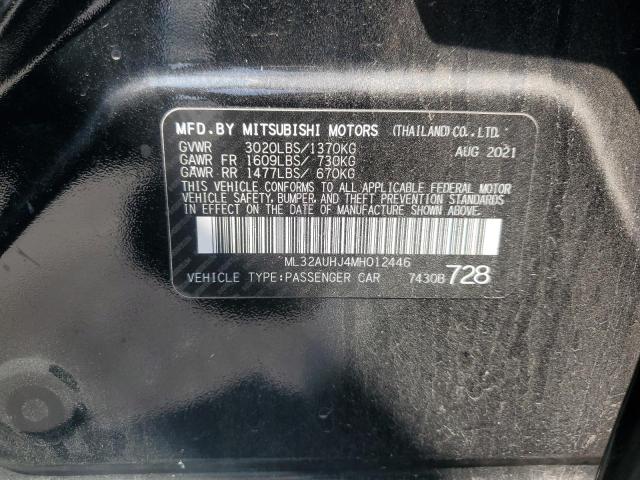 MFD.BY MITSUBISHI MOTORS (THAILAND)CO.,LTD.
GVWR 3020LBS/1370KG AUG 2021
GAWR FR 1609LBS/ 730KG
GAWR RR 1477LBS/ 670KG
THIS VEHICLE CONFORMS TO ALL APPLICABLE FEDERAL MOTOR
VEHICLE SAFETY, BUMPER, AND THEFT PREVENTION STANDARDS
IN EFFECT ON THE DATE OF MANUFACTURE SHOWN ABOVE.
ML32AUHJ4MH012446
VEHICLE TYPE:PASSENGER CAR 7430B 728